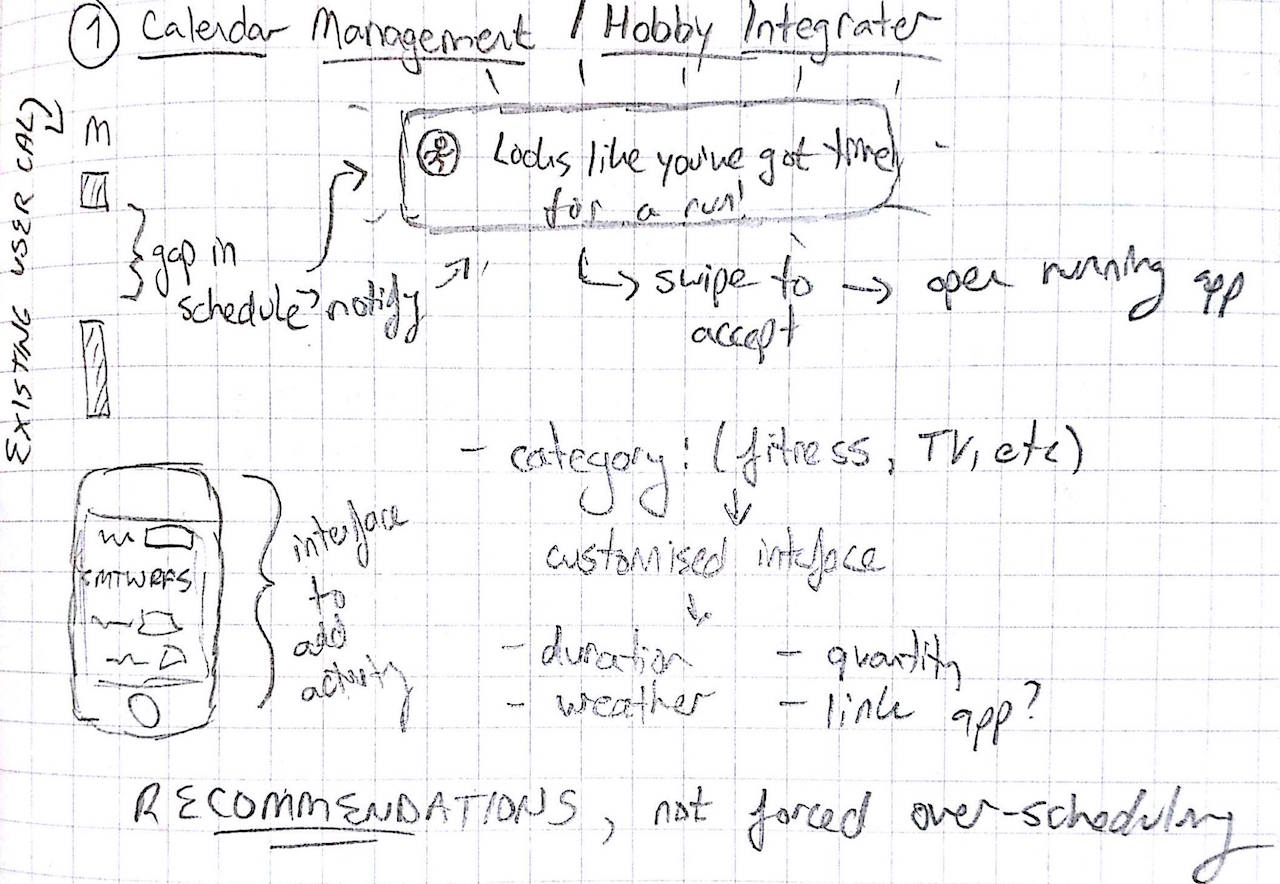 ① Calendar Management / Hobby Integrater
EXISTING USER CAL
M
Looks like you've got time
for a run!
gap in
schedule → notify
↳ swipe to → open running app
accept
- category: (fitness, TV, etc)
↓
customised interface
↓
- duration - quantity
- weather - link app?
SMTWRFS
interface
to
add
activity
RECOMMENDATIONS, not forced over-scheduling